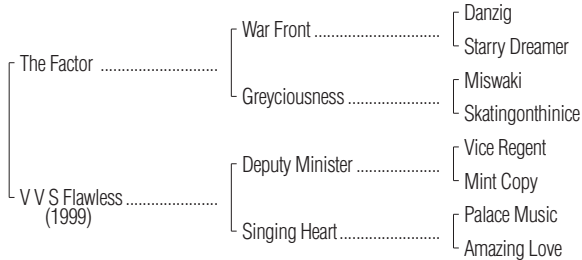 Danzig
War Front ..............................
Starry Dreamer
The Factor ............................
Miswaki
Greyciousness ......................
Skatingonthinice
Vice Regent
Deputy Minister ....................
Mint Copy
V V S Flawless ......................
(1999)
Palace Music
Singing Heart ........................
Amazing Love